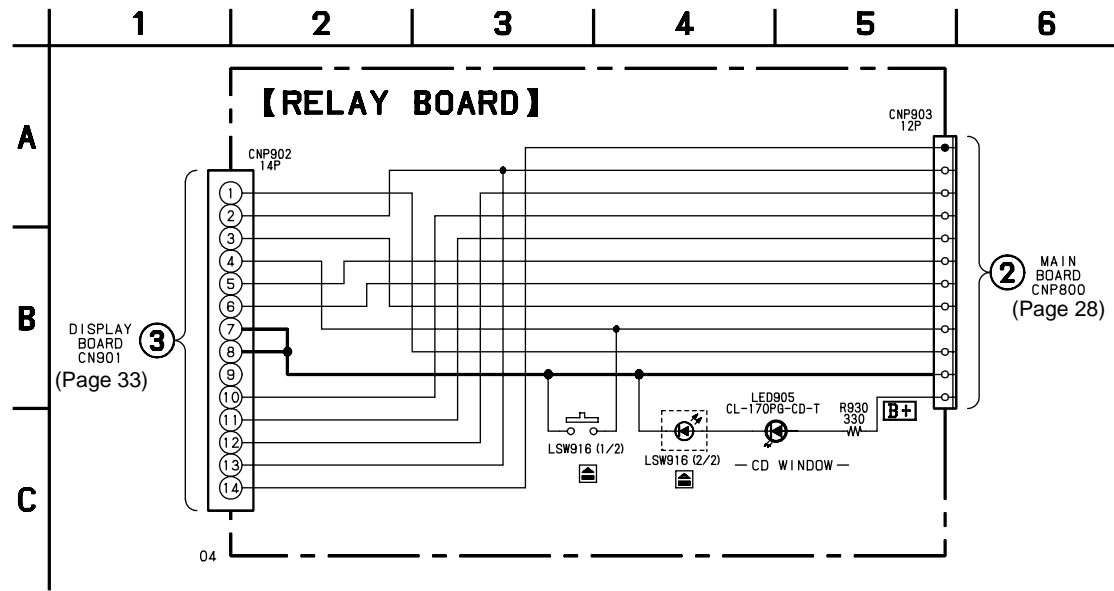 1 2 3 4 5 6
A
B
C
【RELAY BOARD】
CNP902
14P
CNP903
12P
1
2
3
4
5
6
7
8
9
10
11
12
13
14
DISPLAY
BOARD
CN901
(Page 33)
3
2
MAIN
BOARD
CNP800
(Page 28)
LSW916 (1/2)
LSW916 (2/2)
LED905
CL-170PG-CD-T
R930
330
B+
— CD WINDOW —
04